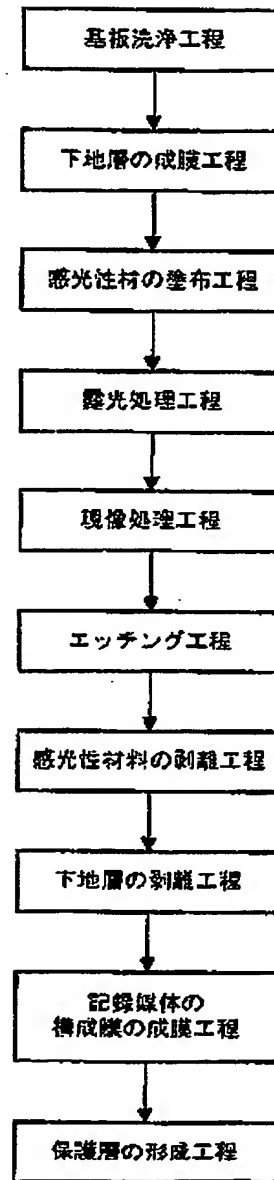 基板洗浄工程
下地層の成膜工程
感光性材の塗布工程
露光処理工程
現像処理工程
エッチング工程
感光性材料の剥離工程
下地層の剥離工程
記録媒体の
構成膜の成膜工程
保護層の形成工程